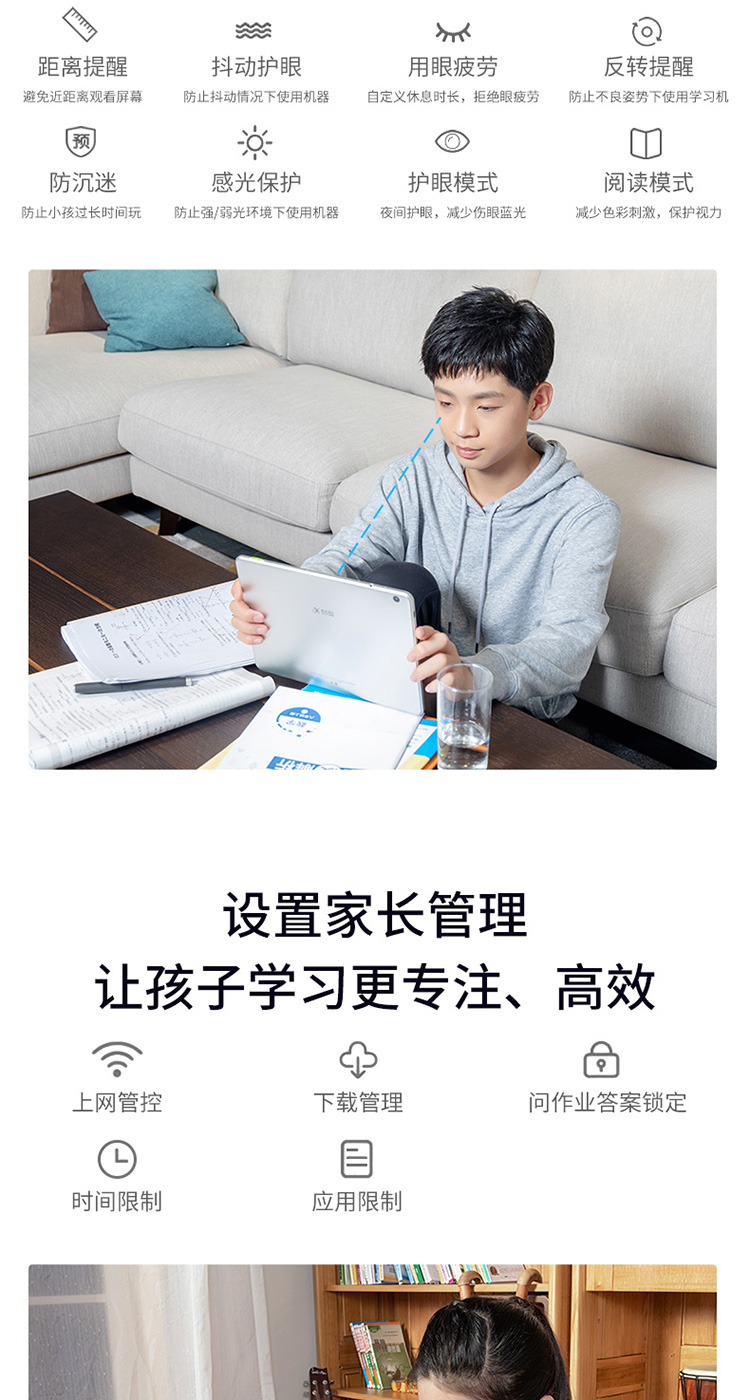 距离提醒
抖动护眼
用眼疲劳
反转提醒
避免近距离观看屏幕
防止抖动情况下使用机器
自定义休息时长，拒绝眼疲劳
防止不良姿势下使用学习机
预
防沉迷
感光保护
护眼模式
阅读模式
防止小孩过长时间玩
防止强/弱光环境下使用机器
夜间护眼，减少伤眼蓝光
减少色彩刺激，保护视力
数学
设置家长管理
让孩子学习更专注、高效
上网管控
下载管理
问作业答案锁定
时间限制
应用限制